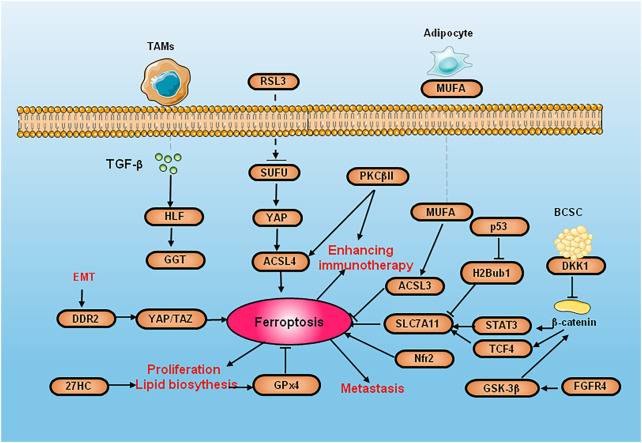 TAMs
Adipocyte
RSL3
MUFA
TGF-β
SUFU
PKCβII
HLF
YAP
MUFA
p53
BCSC
GGT
ACSL4
Enhancing
immunotherapy
H2Bub1
DKK1
EMT
ACSL3
DDR2
YAP/TAZ
Ferroptosis
SLC7A11
STAT3
β-catenin
TCF4
Nfr2
Proliferation
Lipid biosythesis
27HC
GPx4
Metastasis
GSK-3β
FGFR4